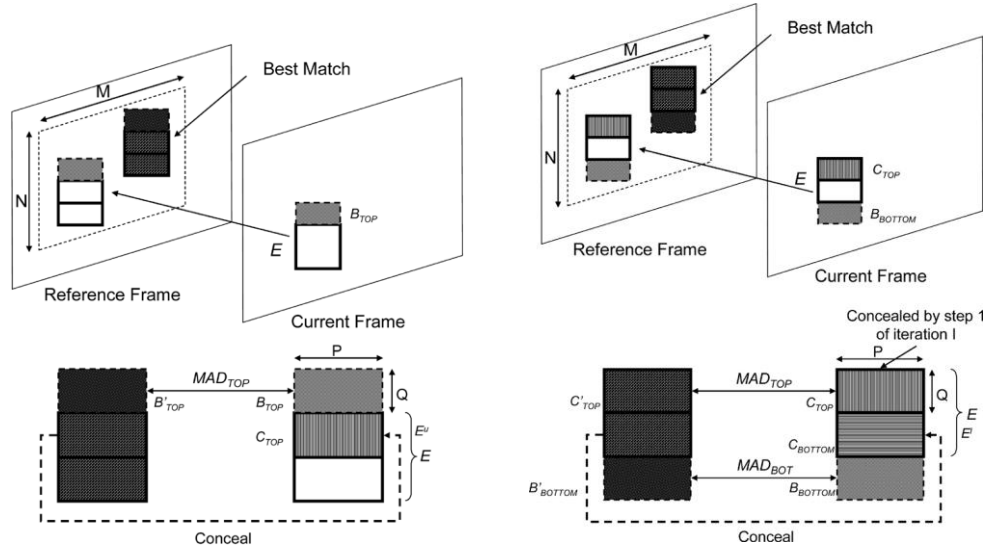 M
Best Match
N
B_TOP
E
Reference Frame
Current Frame
P
MAD_TOP
B'_TOP
B_TOP
Q
C_TOP
E^u
E
Conceal
M
Best Match
N
E
C_TOP
B_BOTTOM
Reference Frame
Current Frame
Concealed by step 1
of iteration I
P
MAD_TOP
C'_TOP
C_TOP
Q
E
E^l
C_BOTTOM
MAD_BOT
B'_BOTTOM
B_BOTTOM
Conceal